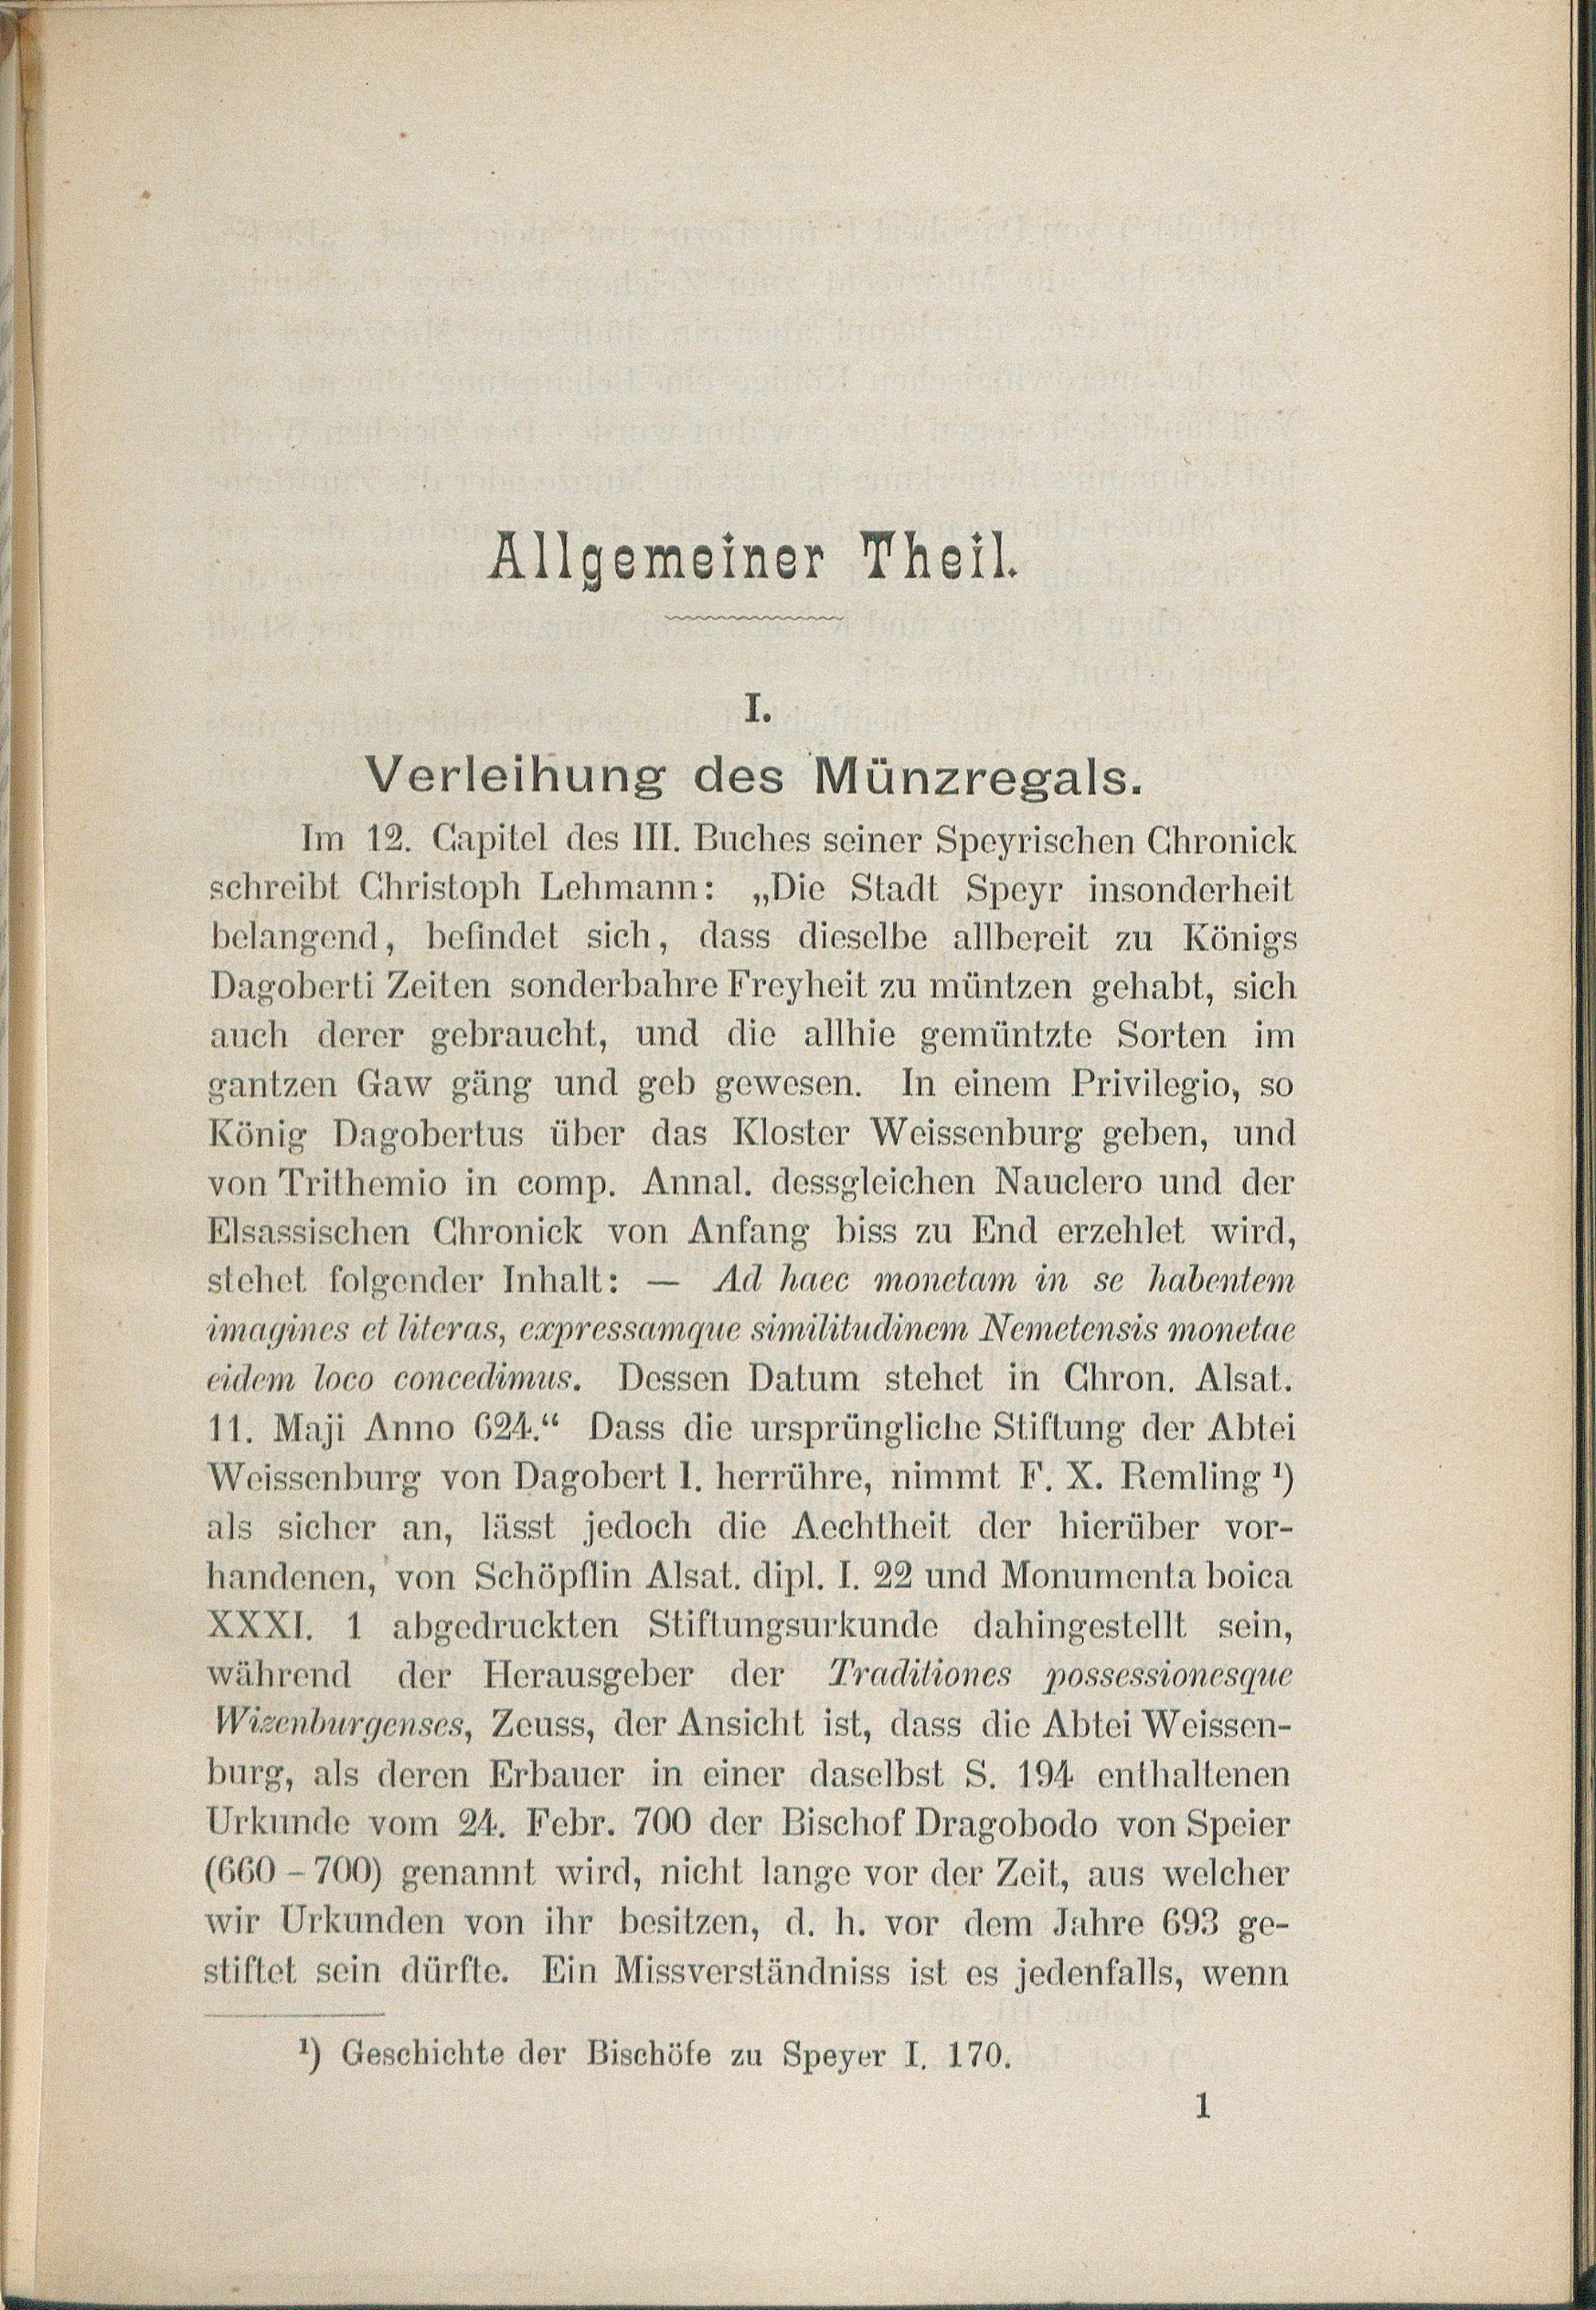 Allgemeiner Theil.
I.
Verleihung des Münzregals.
Im 12. Capitel des III. Buches seiner Speyrischen Chronick
schreibt Christoph Lehmann: „Die Stadt Speyr insonderheit
belangend, befindet sich, dass dieselbe allbereit zu Königs
Dagoberti Zeiten sonderbahre Freyheit zu müntzen gehabt, sich
auch derer gebraucht, und die allhie gemüntzte Sorten im
gantzen Gaw gäng und geb gewesen. In einem Privilegio, so
König Dagobertus über das Kloster Weissenburg geben, und
von Trithemio in comp. Annal. dessgleichen Nauclero und der
Elsassischen Chronick von Anfang biss zu End erzehlet wird,
stehet folgender Inhalt: — Ad haec monetam in se habentem
imagines et literas, expressamque similitudinem Nemetensis monetae
eidem loco concedimus. Dessen Datum stehet in Chron. Alsat.
11. Maji Anno 624.“ Dass die ursprüngliche Stiftung der Abtei
Weissenburg von Dagobert I. herrühre, nimmt F. X. Remling ¹)
als sicher an, lässt jedoch die Aechtheit der hierüber vor-
handenen, von Schöpflin Alsat. dipl. I. 22 und Monumenta boica
XXXI. 1 abgedruckten Stiftungsurkunde dahingestellt sein,
während der Herausgeber der Traditiones possessionesque
Wizenburgenses, Zeuss, der Ansicht ist, dass die Abtei Weissen-
burg, als deren Erbauer in einer daselbst S. 194 enthaltenen
Urkunde vom 24. Febr. 700 der Bischof Dragobodo von Speier
(660 – 700) genannt wird, nicht lange vor der Zeit, aus welcher
wir Urkunden von ihr besitzen, d. h. vor dem Jahre 693 ge-
stiftet sein dürfte. Ein Missverständniss ist es jedenfalls, wenn
¹) Geschichte der Bischöfe zu Speyer I. 170.
1